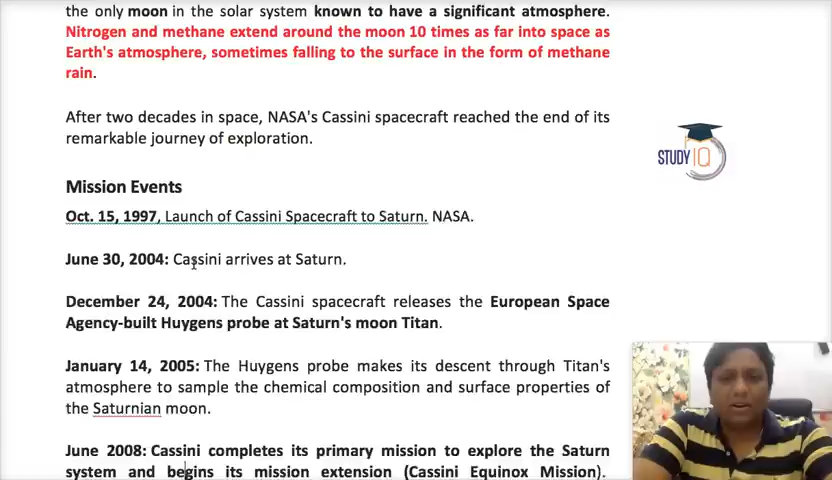 the only moon in the solar system known to have a significant atmosphere.
Nitrogen and methane extend around the moon 10 times as far into space as
Earth's atmosphere, sometimes falling to the surface in the form of methane
rain.
After two decades in space, NASA's Cassini spacecraft reached the end of its
remarkable journey of exploration.
STUDY IQ
Mission Events
Oct. 15, 1997, Launch of Cassini Spacecraft to Saturn. NASA.
June 30, 2004: Cassini arrives at Saturn.
December 24, 2004: The Cassini spacecraft releases the European Space
Agency-built Huygens probe at Saturn's moon Titan.
January 14, 2005: The Huygens probe makes its descent through Titan's
atmosphere to sample the chemical composition and surface properties of
the Saturnian moon.
June 2008: Cassini completes its primary mission to explore the Saturn
system and begins its mission extension (Cassini Equinox Mission).